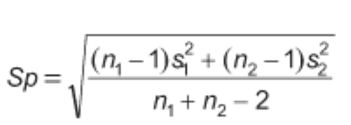 Sp = √(((n₁ – 1)s₁² + (n₂ – 1)s₂²) / (n₁ + n₂ – 2))